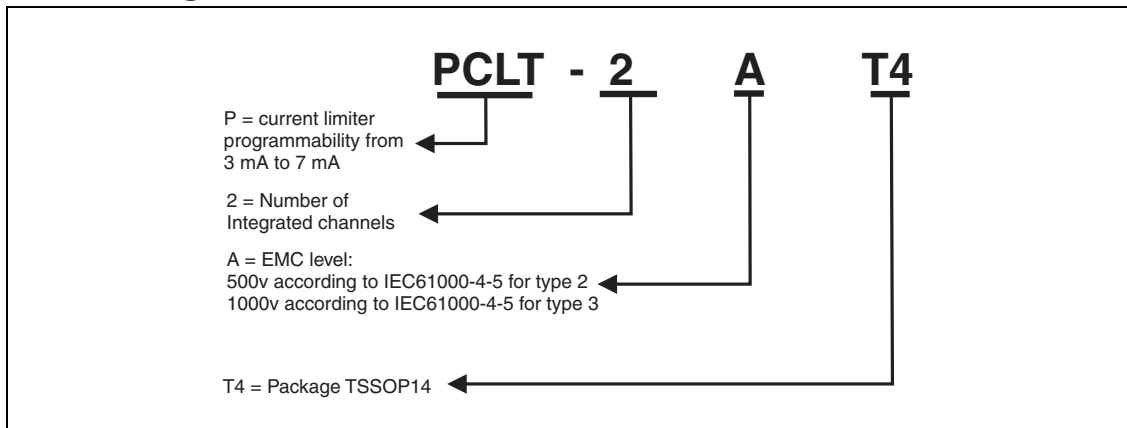 PCLT - 2 A T4
P = current limiter
programmability from
3 mA to 7 mA
2 = Number of
Integrated channels
A = EMC level:
500v according to IEC61000-4-5 for type 2
1000v according to IEC61000-4-5 for type 3
T4 = Package TSSOP14